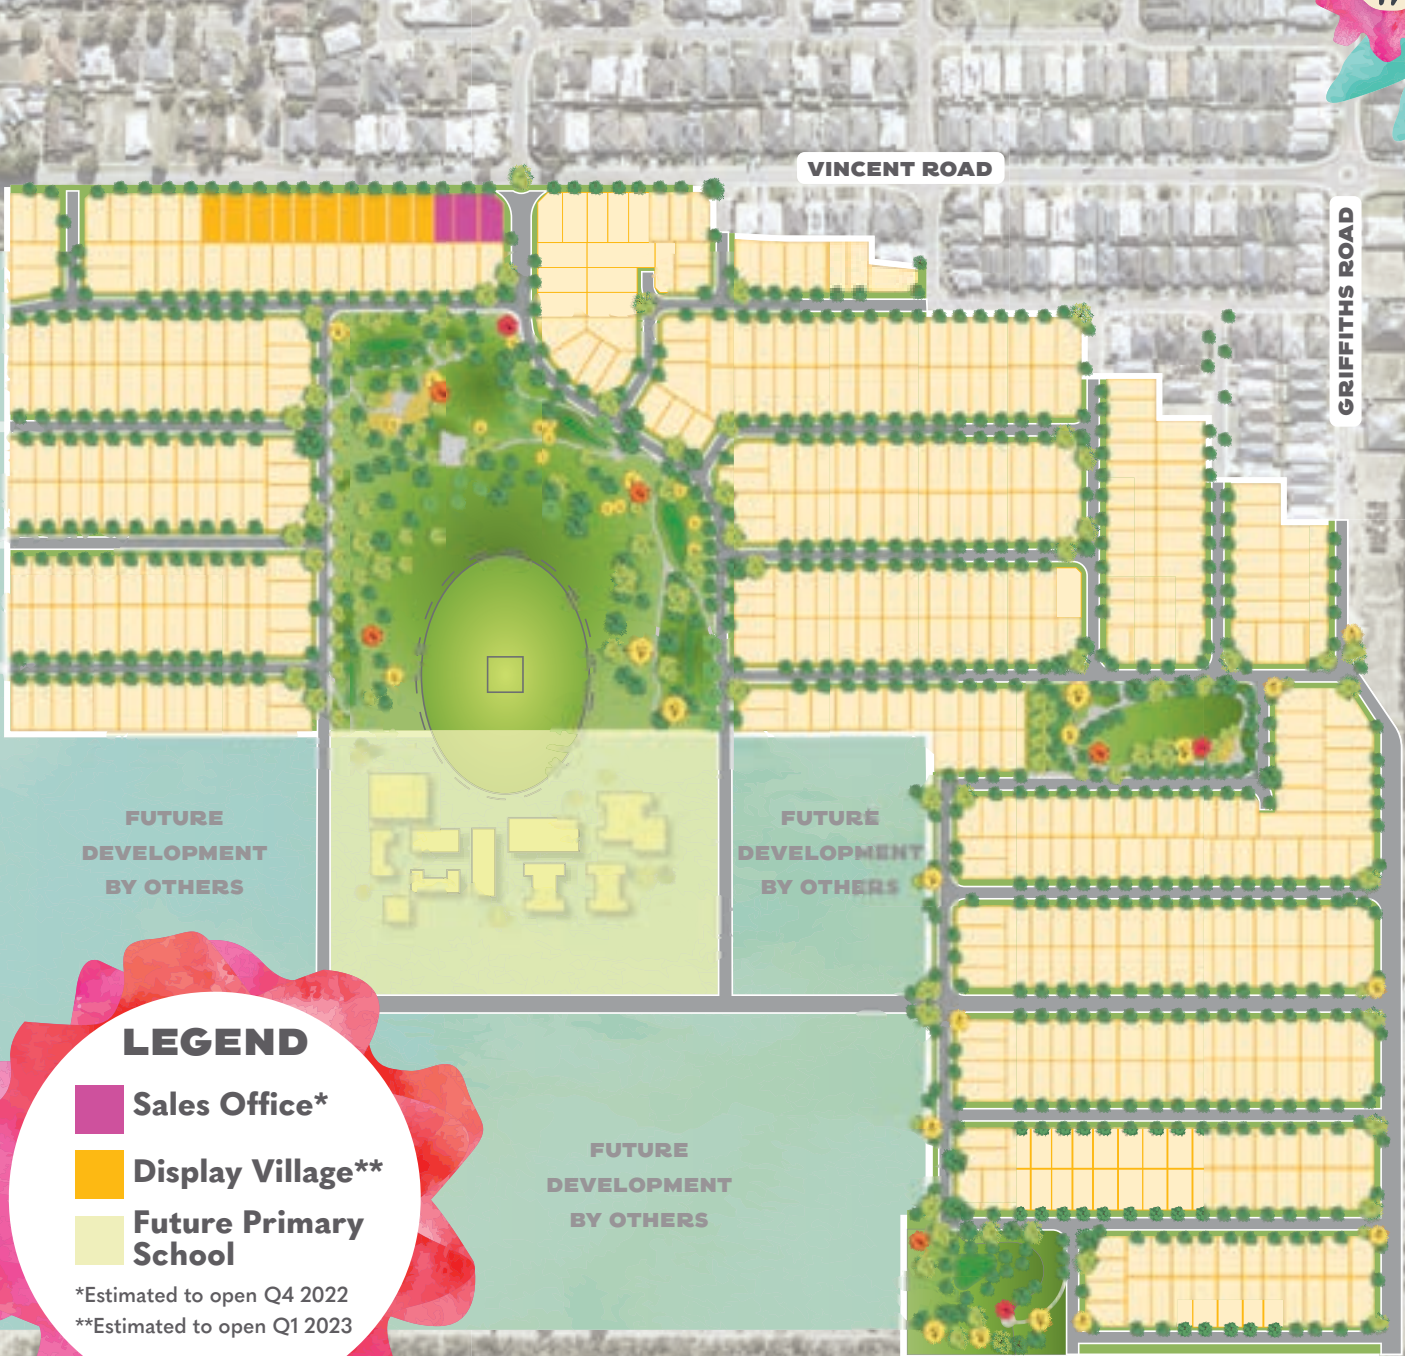 VINCENT ROAD
GRIFFITHS ROAD
FUTURE
DEVELOPMENT
BY OTHERS
FUTURE
DEVELOPMENT
BY OTHERS
FUTURE
DEVELOPMENT
BY OTHERS
LEGEND
Sales Office*
Display Village**
Future Primary
School
*Estimated to open Q4 2022
**Estimated to open Q1 2023